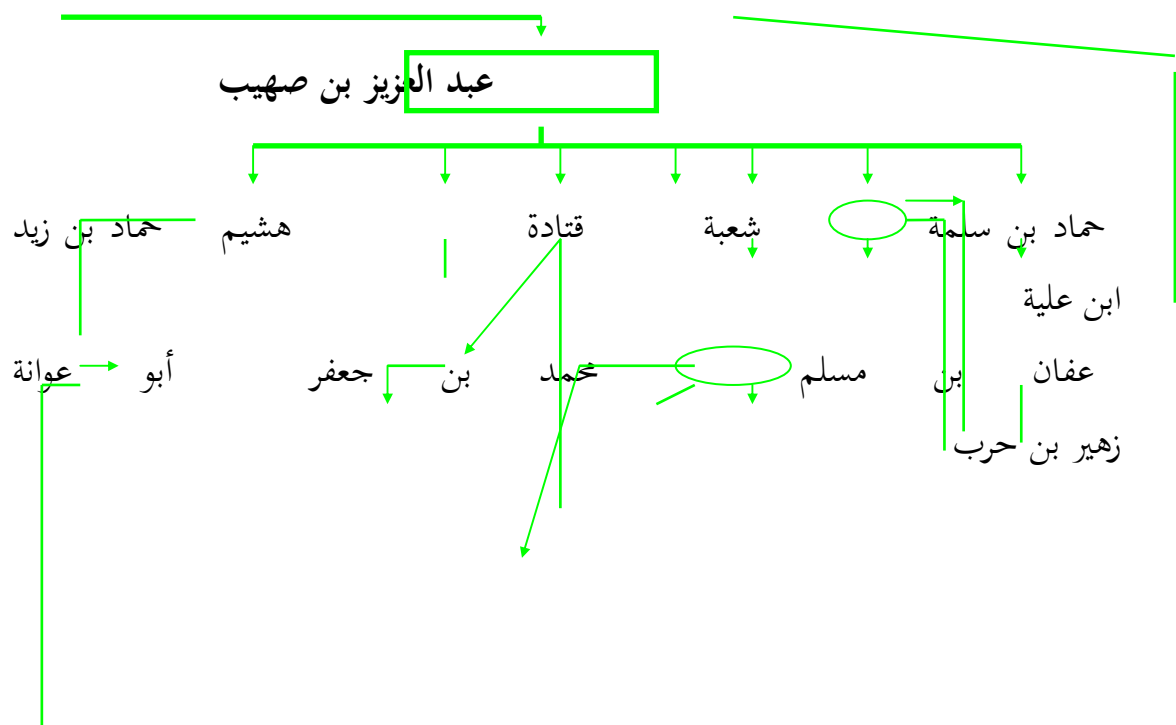 عبد العزيز بن صهيب
حماد بن سلمة شعبة قتادة هشيم حماد بن زيد
ابن علية
عفان بن مسلم محمد بن جعفر أبو عوانة
زهير بن حرب